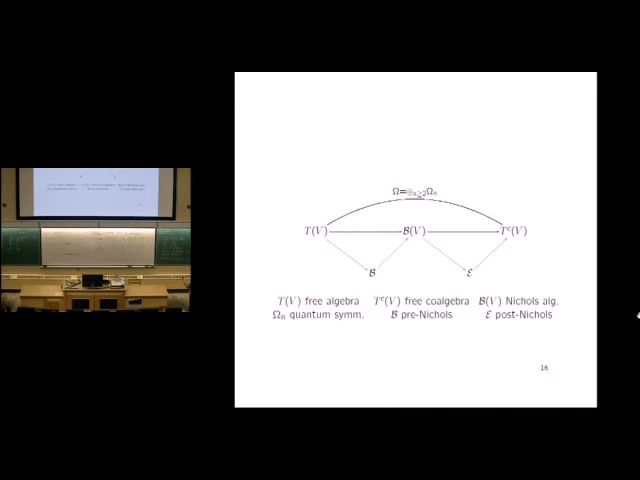 Ω=⊕ₙ≥₂Ωₙ
T(V) 𝓑(V) Tᶜ(V)
𝓑 𝓔
T(V) free algebra Tᶜ(V) free coalgebra 𝓑(V) Nichols alg.
Ωₙ quantum symm. 𝓑 pre-Nichols 𝓔 post-Nichols
16